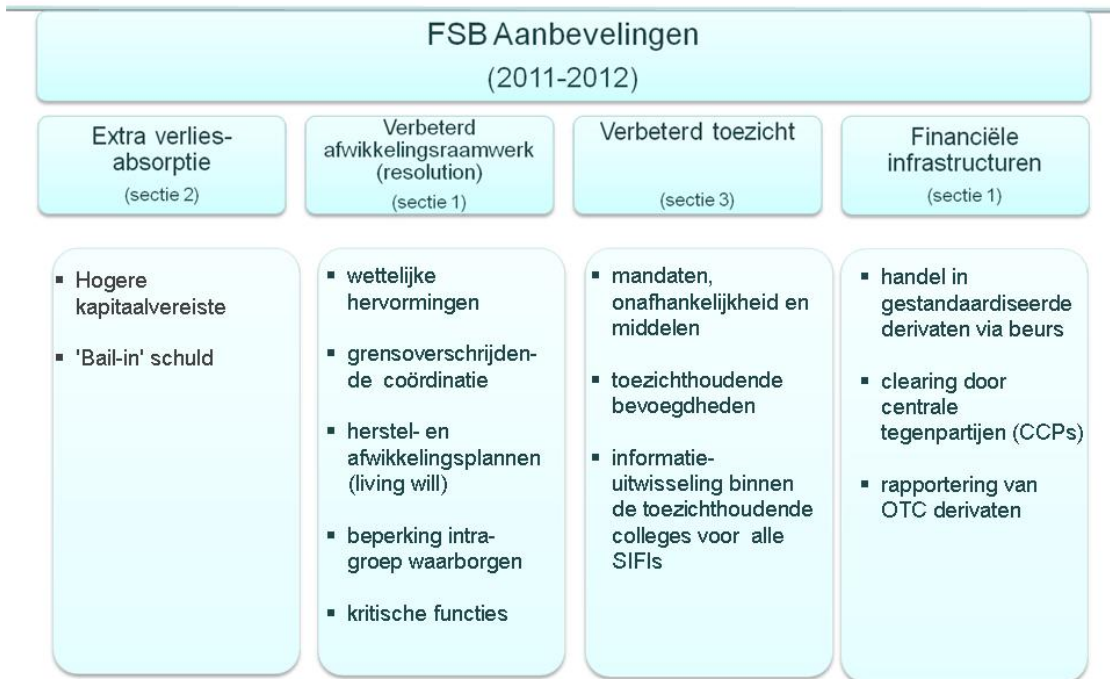 FSB Aanbevelingen
(2011-2012)
Extra verlies-
absorptie
(sectie 2)
Verbeterd
afwikkelingsraamwerk
(resolution)
(sectie 1)
Verbeterd toezicht
(sectie 3)
Financiële
infrastructuren
(sectie 1)
▪ Hogere
kapitaalvereiste
▪ 'Bail-in' schuld
▪ wettelijke
hervormingen
▪ grensoverschrijden-
de coördinatie
▪ herstel- en
afwikkelingsplannen
(living will)
▪ beperking intra-
groep waarborgen
▪ kritische functies
▪ mandaten,
onafhankelijkheid en
middelen
▪ toezichthoudende
bevoegdheden
▪ informatie-
uitwisseling binnen
de toezichthoudende
colleges voor alle
SIFIs
▪ handel in
gestandaardiseerde
derivaten via beurs
▪ clearing door
centrale
tegenpartijen (CCPs)
▪ rapportering van
OTC derivaten